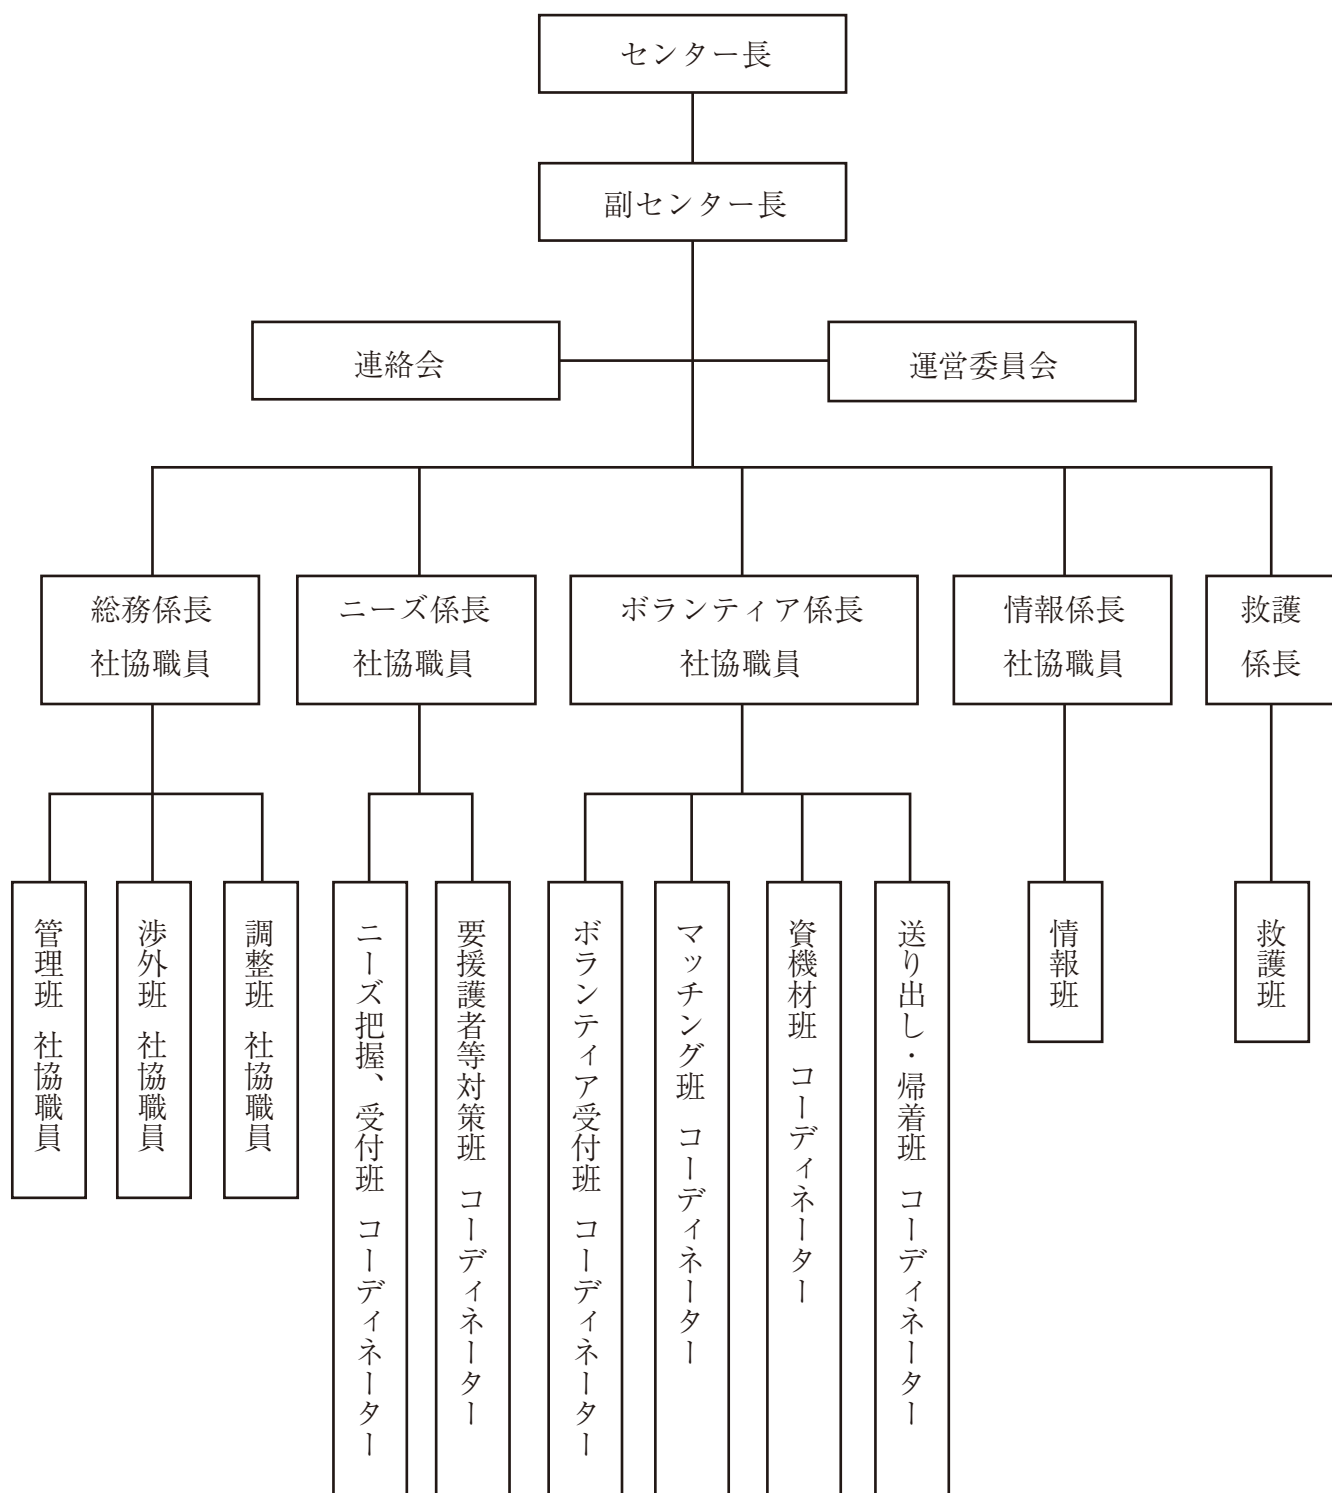 センター長
副センター長
連絡会
運営委員会
総務係長
社協職員
ニーズ係長
社協職員
ボランティア係長
社協職員
情報係長
社協職員
救護
係長
管理班 社協職員
渉外班 社協職員
調整班 社協職員
ニーズ把握、受付班 コーディネーター
要援護者等対策班 コーディネーター
ボランティア受付班 コーディネーター
マッチング班 コーディネーター
資機材班 コーディネーター
送り出し・帰着班 コーディネーター
情報班
救護班